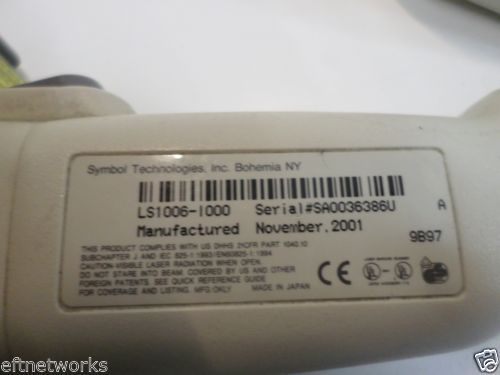 Symbol Technologies, Inc. Bohemia NY
LS1006-I000 Serial#SA0036386U A
Manufactured November,2001 9B97
THIS PRODUCT COMPLIES WITH US DHHS 21CFR PART 1040.10
SUBCHAPTER J AND IEC 825-1:1993/EN60825-1:1994
CAUTION-VISIBLE LASER RADIATION WHEN OPEN.
DO NOT STARE INTO BEAM. COVERED BY US AND
FOREIGN PATENTS. SEE QUICK REFERENCE GUIDE
FOR COVERAGE AND LISTING. MFG.ONLY MADE IN JAPAN
CE
UL
eftnetworks